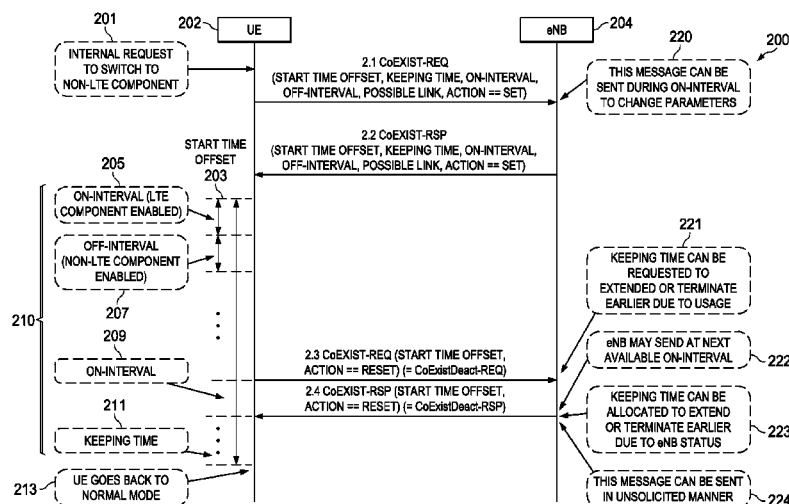 201
202
UE
eNB
204
220
200
INTERNAL REQUEST
TO SWITCH TO
NON-LTE COMPONENT
2.1 CoEXIST-REQ
(START TIME OFFSET, KEEPING TIME, ON-INTERVAL,
OFF-INTERVAL, POSSIBLE LINK, ACTION == SET)
THIS MESSAGE CAN BE
SENT DURING ON-INTERVAL
TO CHANGE PARAMETERS
2.2 CoEXIST-RSP
(START TIME OFFSET, KEEPING TIME, ON-INTERVAL,
OFF-INTERVAL, POSSIBLE LINK, ACTION == SET)
START TIME
OFFSET
203
205
ON-INTERVAL (LTE
COMPONENT ENABLED)
OFF-INTERVAL
(NON-LTE COMPONENT
ENABLED)
207
210
209
ON-INTERVAL
211
KEEPING TIME
213
UE GOES BACK TO
NORMAL MODE
2.3 CoEXIST-REQ (START TIME OFFSET,
ACTION == RESET) (= CoExistDeact-REQ)
2.4 CoEXIST-RSP (START TIME OFFSET,
ACTION == RESET) (= CoExistDeact-RSP)
221
KEEPING TIME CAN BE
REQUESTED TO
EXTENDED OR TERMINATE
EARLIER DUE TO USAGE
eNB MAY SEND AT NEXT
AVAILABLE ON-INTERVAL
222
KEEPING TIME CAN BE
ALLOCATED TO EXTEND
OR TERMINATE EARLIER
DUE TO eNB STATUS
223
THIS MESSAGE CAN BE SENT
IN UNSOLICITED MANNER
224